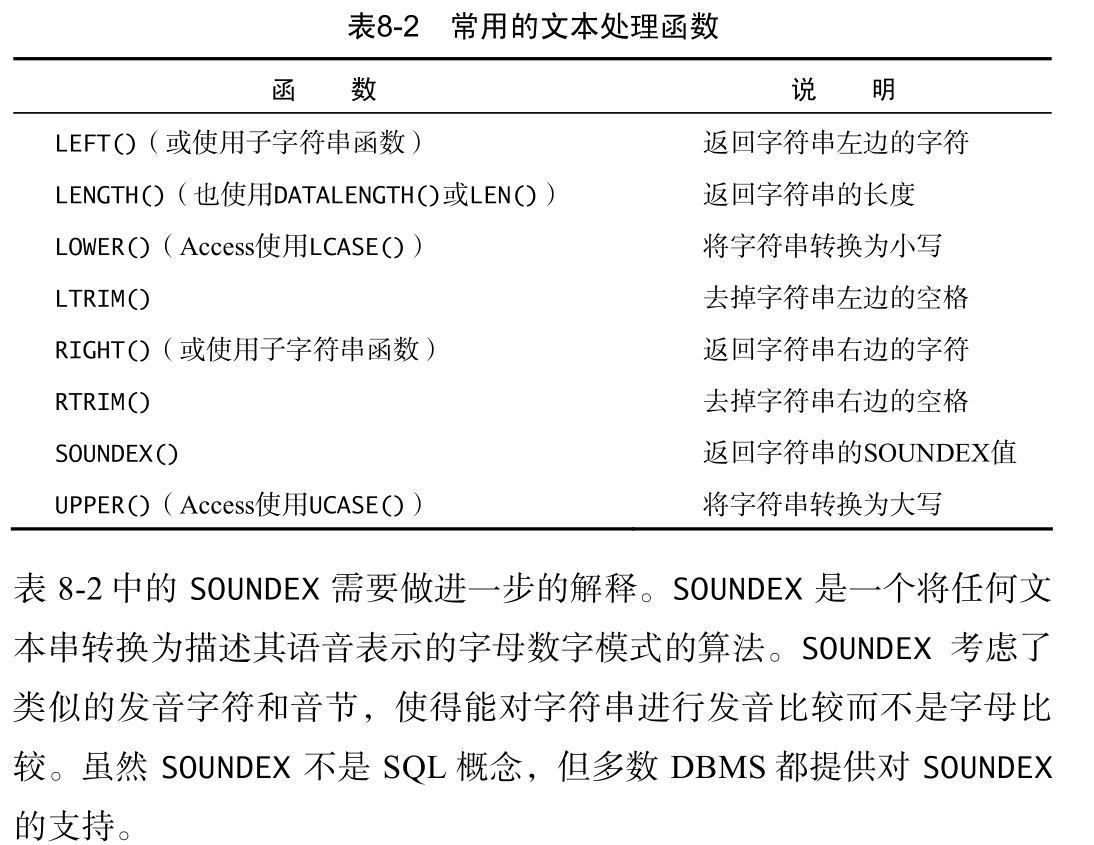 表8-2 常用的文本处理函数
函 数 说 明
LEFT()（或使用子字符串函数） 返回字符串左边的字符
LENGTH()（也使用DATALENGTH()或LEN()） 返回字符串的长度
LOWER()（Access使用LCASE()） 将字符串转换为小写
LTRIM() 去掉字符串左边的空格
RIGHT()（或使用子字符串函数） 返回字符串右边的字符
RTRIM() 去掉字符串右边的空格
SOUNDEX() 返回字符串的SOUNDEX值
UPPER()（Access使用UCASE()） 将字符串转换为大写
表 8-2 中的 SOUNDEX 需要做进一步的解释。SOUNDEX 是一个将任何文
本串转换为描述其语音表示的字母数字模式的算法。SOUNDEX 考虑了
类似的发音字符和音节，使得能对字符串进行发音比较而不是字母比
较。虽然 SOUNDEX 不是 SQL 概念，但多数 DBMS 都提供对 SOUNDEX
的支持。